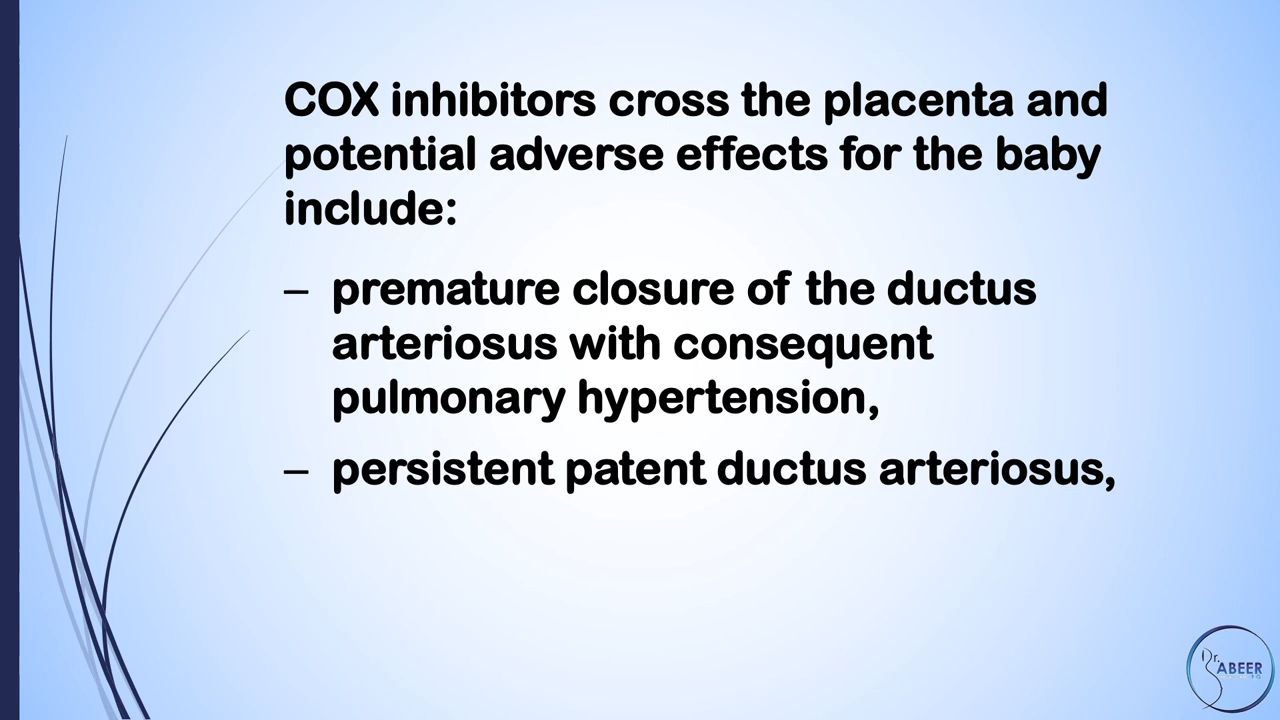 COX inhibitors cross the placenta and
potential adverse effects for the baby
include:
– premature closure of the ductus
arteriosus with consequent
pulmonary hypertension,
– persistent patent ductus arteriosus,
Dr.
ABEER